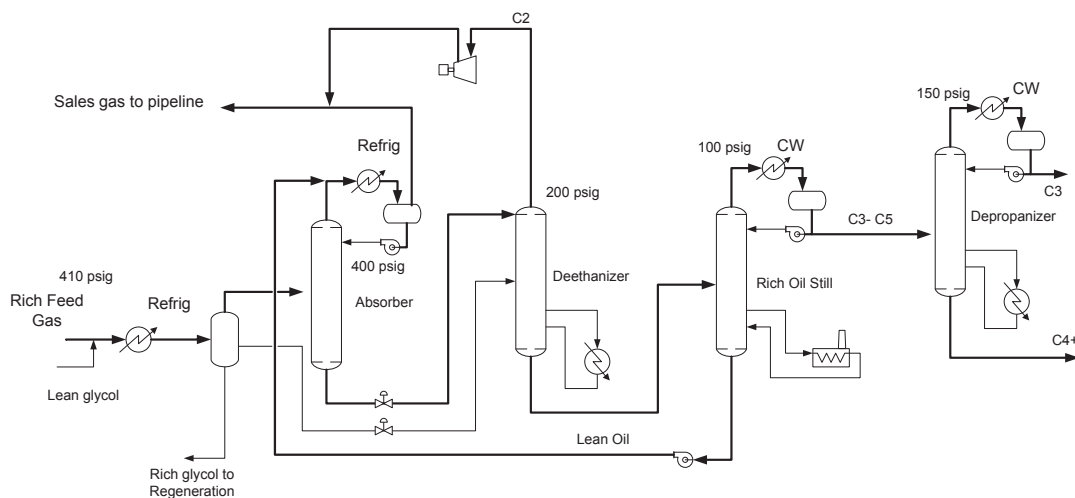 C2
Sales gas to pipeline
Refrig
400 psig
Absorber
410 psig
Rich Feed
Gas
Refrig
Lean glycol
Rich glycol to
Regeneration
200 psig
Deethanizer
Lean Oil
100 psig
CW
Rich Oil Still
C3- C5
150 psig
CW
C3
Depropanizer
C4+